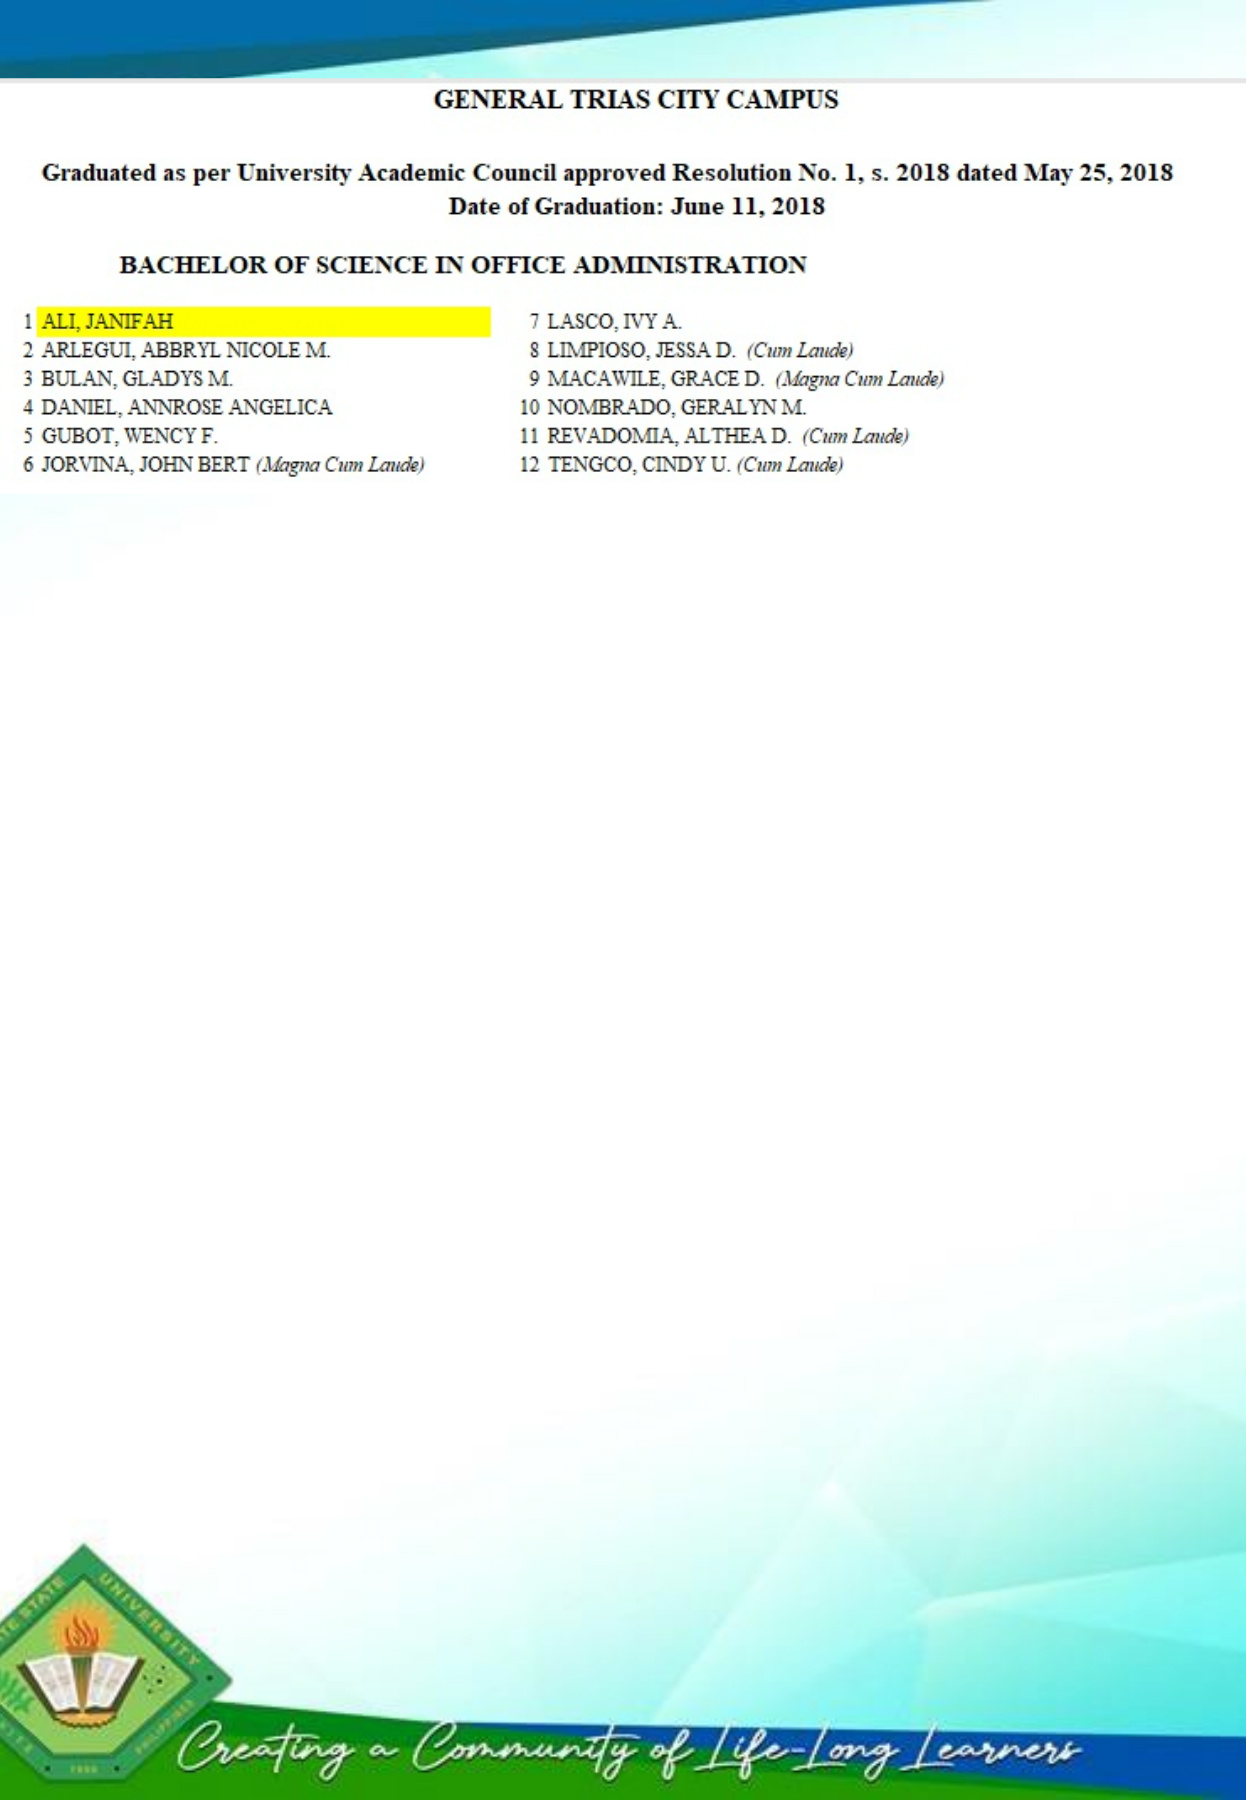 GENERAL TRIAS CITY CAMPUS
Graduated as per University Academic Council approved Resolution No. 1, s. 2018 dated May 25, 2018
Date of Graduation: June 11, 2018
BACHELOR OF SCIENCE IN OFFICE ADMINISTRATION
1 ALI, JANIFAH
2 ARLEGUI, ABBRYL NICOLE M.
3 BULAN, GLADYS M.
4 DANIEL, ANNROSE ANGELICA
5 GUBOT, WENCY F.
6 JORVINA, JOHN BERT (Magna Cum Laude)
7 LASCO, IVY A.
8 LIMPIOSO, JESSA D. (Cum Laude)
9 MACAWILE, GRACE D. (Magna Cum Laude)
10 NOMBRADO, GERALYN M.
11 REVADOMIA, ALTHEA D. (Cum Laude)
12 TENGCO, CINDY U. (Cum Laude)
STATE UNIVERSITY
PHILIPPINES
Creating a Community of Life-Long Learners